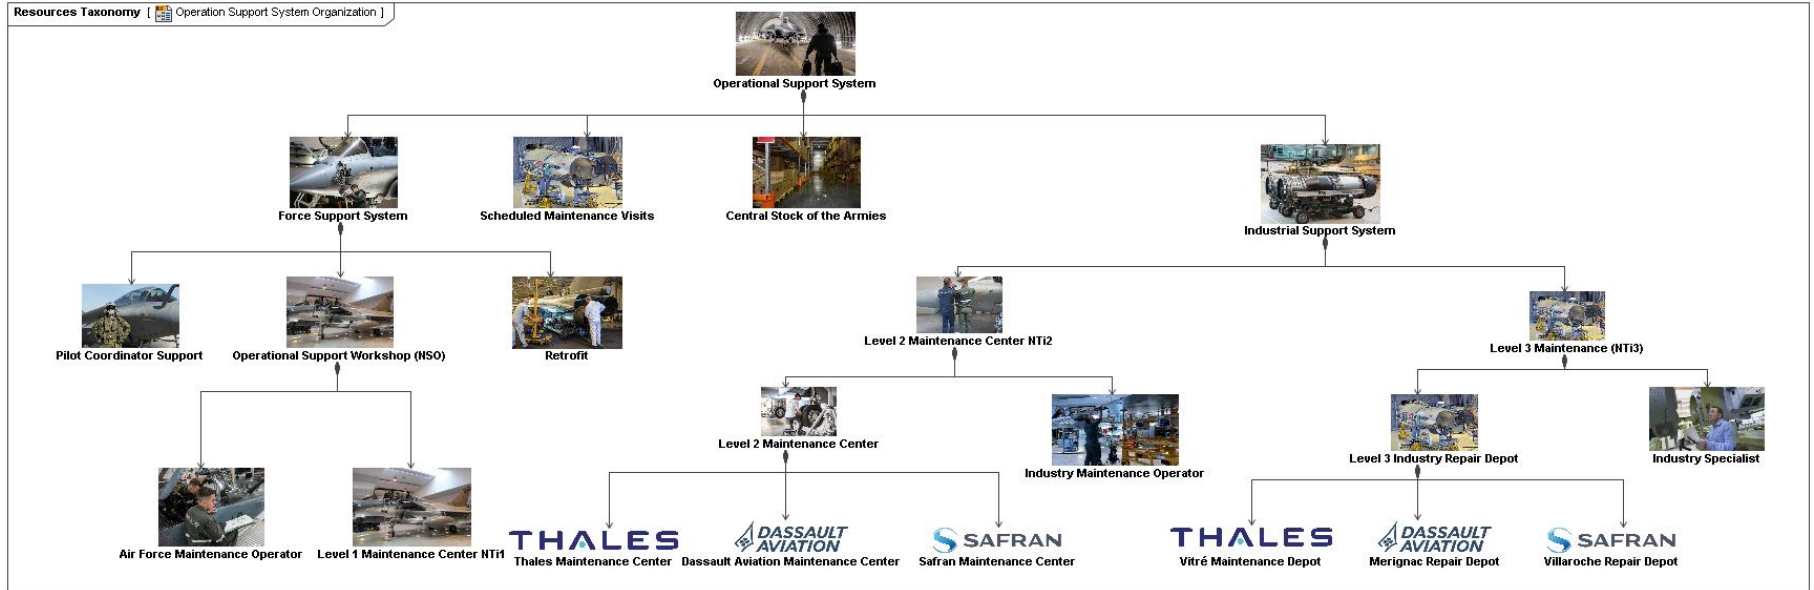 Resources Taxonomy [ Operation Support System Organization ]
Operational Support System
Force Support System
Scheduled Maintenance Visits
Central Stock of the Armies
Industrial Support System
Pilot Coordinator Support
Operational Support Workshop (NSO)
Retrofit
Level 2 Maintenance Center NTi2
Level 3 Maintenance (NTi3)
Level 2 Maintenance Center
Industry Maintenance Operator
Level 3 Industry Repair Depot
Industry Specialist
Air Force Maintenance Operator
Level 1 Maintenance Center NTi1
THALES
Thales Maintenance Center
DASSAULT
AVIATION
Dassault Aviation Maintenance Center
SAFRAN
Safran Maintenance Center
THALES
Vitré Maintenance Depot
DASSAULT
AVIATION
Merignac Repair Depot
SAFRAN
Villaroche Repair Depot